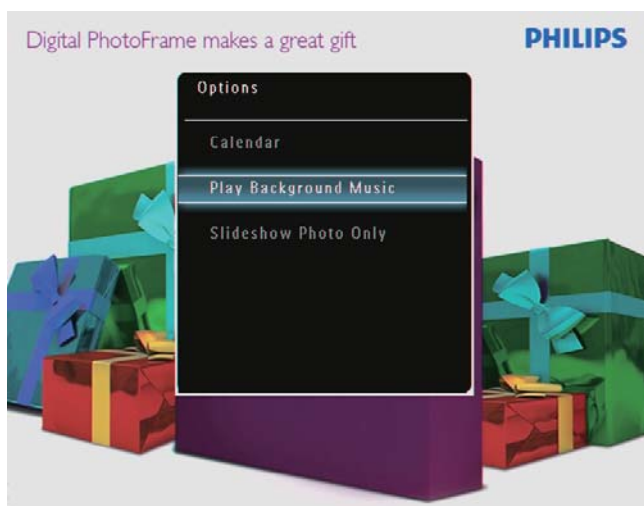 Digital PhotoFrame makes a great gift
PHILIPS
Options
Calendar
Play Background Music
Slideshow Photo Only